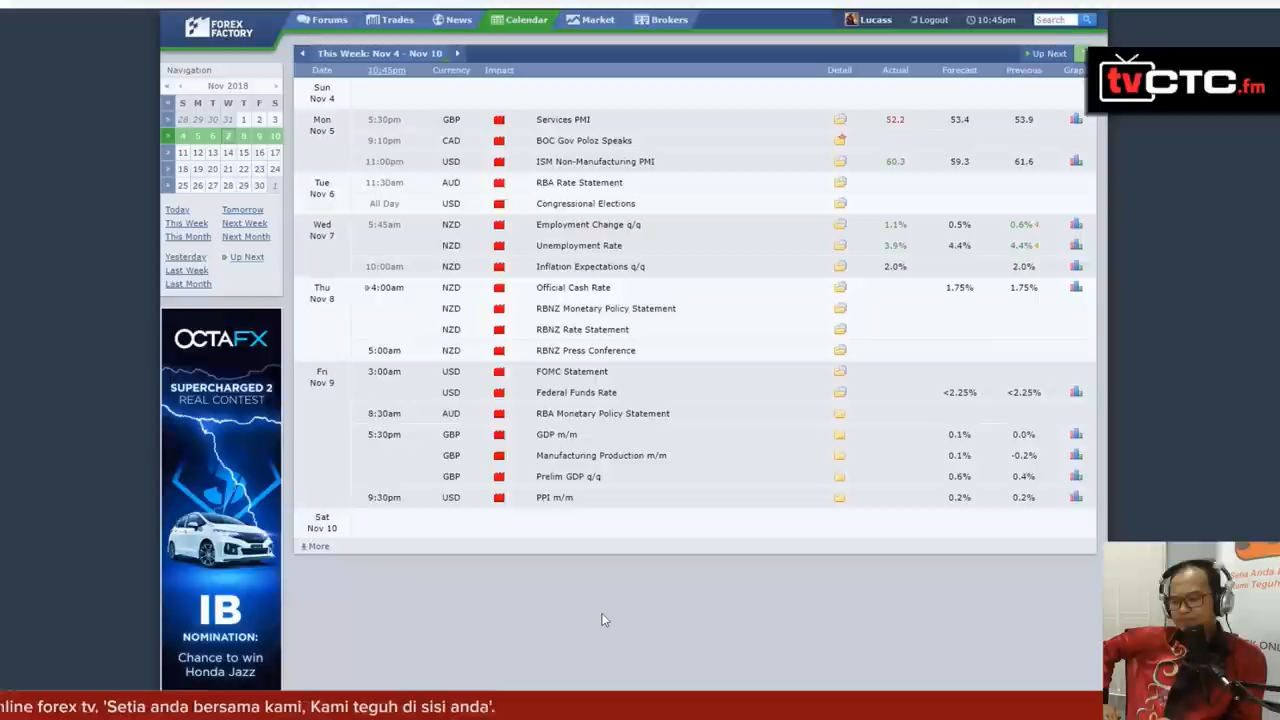 FOREX FACTORY
Forums Trades News Calendar Market Brokers Lucass Logout 10:45pm Search
This Week: Nov 4 - Nov 10 Up Next
tvCTC.fm
Navigation
Nov 2018
S M T W T F S
28 29 30 31 1 2 3
4 5 6 7 8 9 10
11 12 13 14 15 16 17
18 19 20 21 22 23 24
25 26 27 28 29 30 1
Today Tomorrow
This Week Next Week
This Month Next Month
Yesterday Up Next
Last Week
Last Month
Date 10:45pm Currency Impact Detail Actual Forecast Previous Grap
Sun Nov 4
Mon Nov 5 5:30pm GBP Services PMI 52.2 53.4 53.9
9:10pm CAD BOC Gov Poloz Speaks
11:00pm USD ISM Non-Manufacturing PMI 60.3 59.3 61.6
Tue Nov 6 11:30am AUD RBA Rate Statement
All Day USD Congressional Elections
Wed Nov 7 5:45am NZD Employment Change q/q 1.1% 0.5% 0.6%
NZD Unemployment Rate 3.9% 4.4% 4.4%
10:00am NZD Inflation Expectations q/q 2.0% 2.0%
Thu Nov 8 4:00am NZD Official Cash Rate 1.75% 1.75%
NZD RBNZ Monetary Policy Statement
NZD RBNZ Rate Statement
5:00am NZD RBNZ Press Conference
Fri Nov 9 3:00am USD FOMC Statement
USD Federal Funds Rate <2.25% <2.25%
8:30am AUD RBA Monetary Policy Statement
5:30pm GBP GDP m/m 0.1% 0.0%
GBP Manufacturing Production m/m 0.1% -0.2%
GBP Prelim GDP q/q 0.6% 0.4%
9:30pm USD PPI m/m 0.2% 0.2%
Sat Nov 10
More
OCTAFX
SUPERCHARGED 2
REAL CONTEST
IB
NOMINATION:
Chance to win
Honda Jazz
Setia Anda
Kami Teguh
nline forex tv. 'Setia anda bersama kami, Kami teguh di sisi anda'.